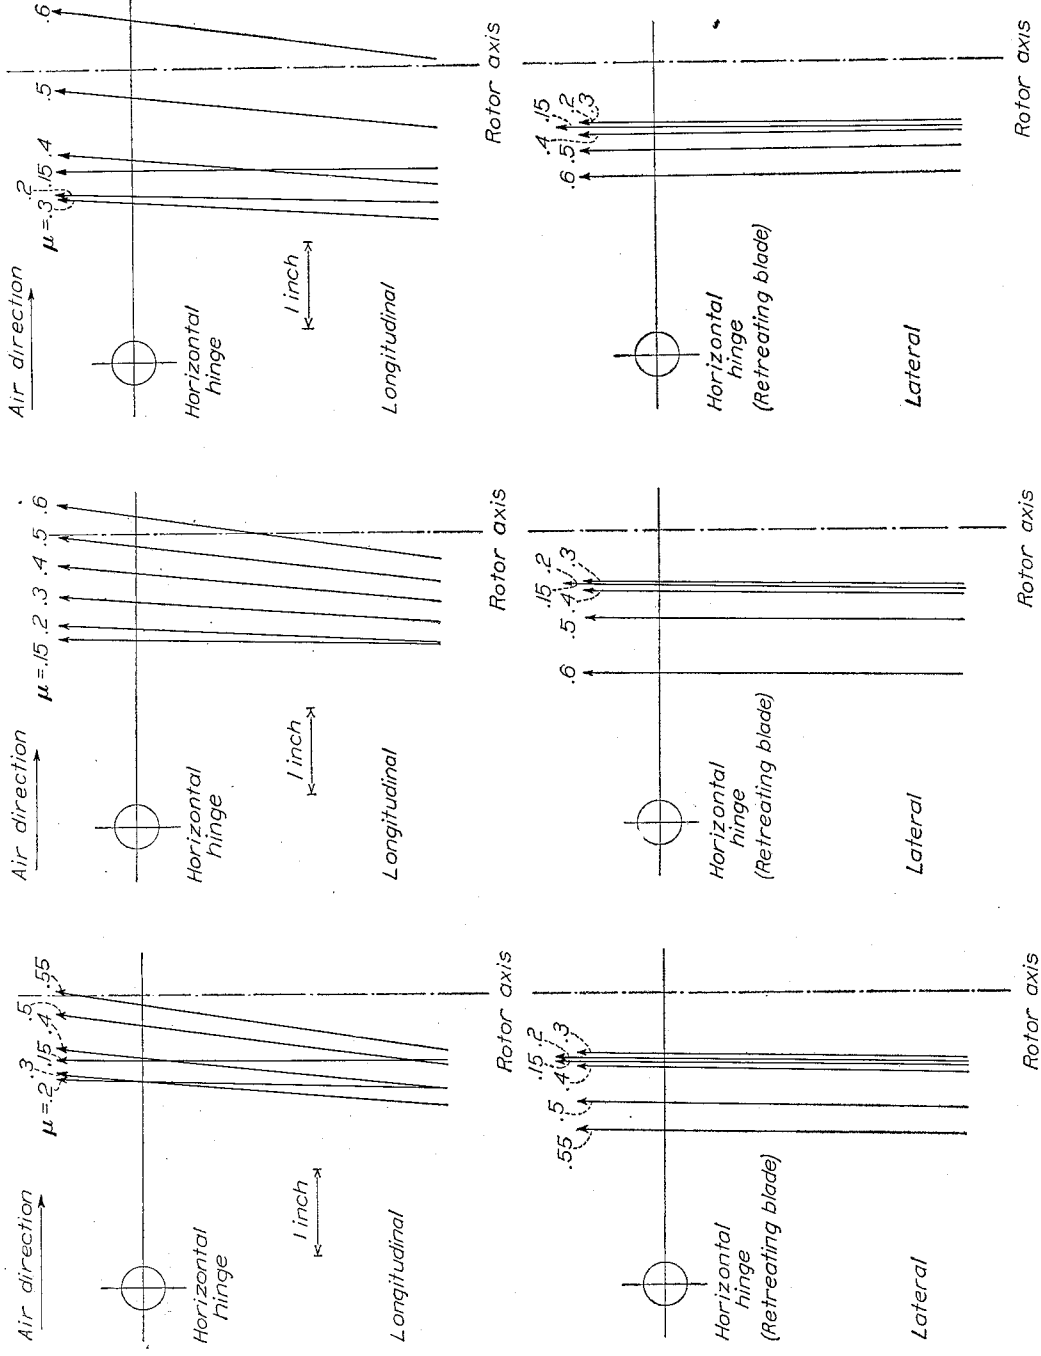 Air direction
μ=.3
.2
.15
.4
.5
.6
Horizontal
hinge
1 inch
Longitudinal
Rotor axis
.6
.5
.4
.15
.2
.3
Horizontal
hinge
(Retreating blade)
Lateral
Rotor axis
Air direction
μ=.15
.2
.3
.4
.5
.6
Horizontal
hinge
1 inch
Longitudinal
Rotor axis
.6
.5
.4
.15
.2
.3
Horizontal
hinge
(Retreating blade)
Lateral
Rotor axis
Air direction
μ=.2
.3
.15
.4
.5
.55
Horizontal
hinge
1 inch
Longitudinal
Rotor axis
.55
.5
.4
.15
.2
.3
Horizontal
hinge
(Retreating blade)
Lateral
Rotor axis